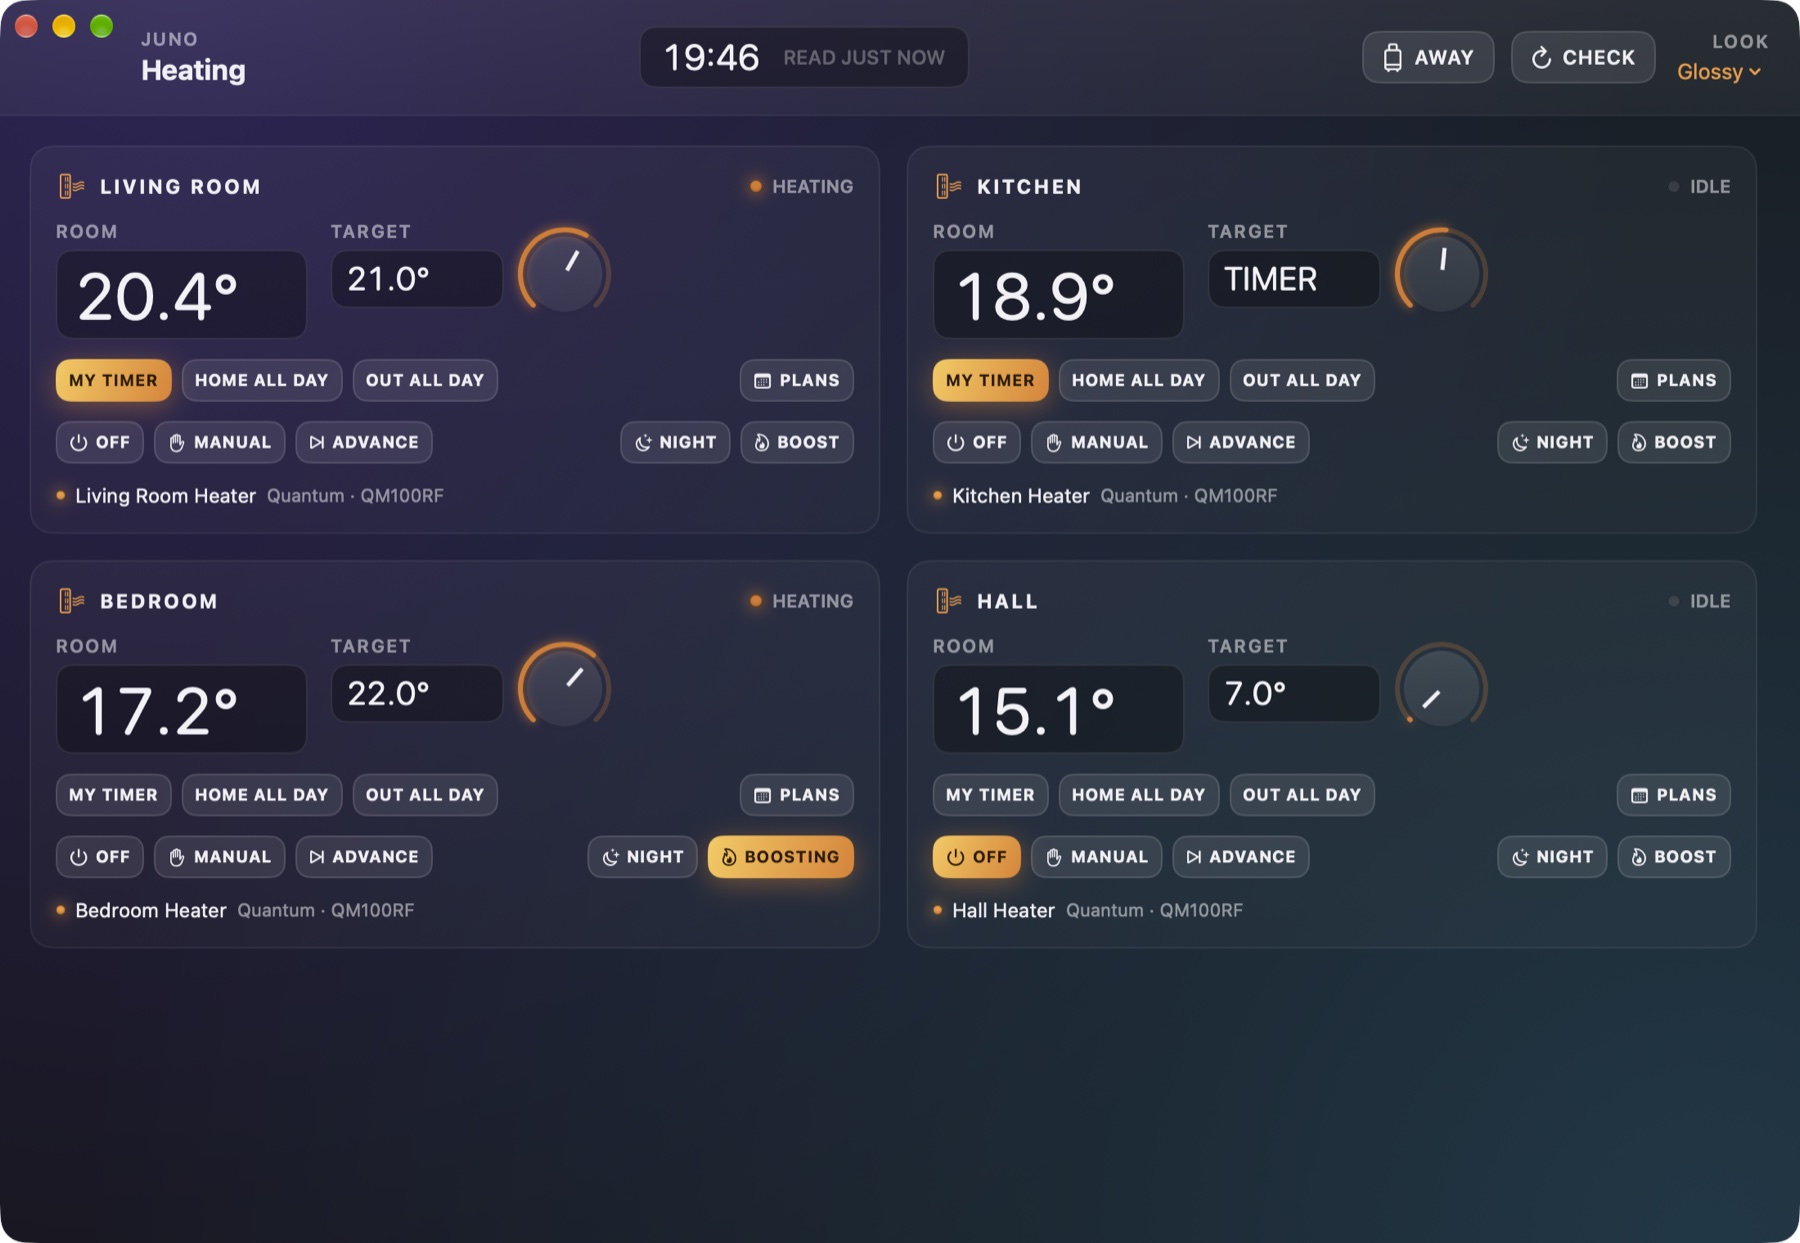 JUNO
Heating
19:46 READ JUST NOW
AWAY
CHECK
LOOK
Glossy
LIVING ROOM
HEATING
ROOM
TARGET
20.4°
21.0°
MY TIMER
HOME ALL DAY
OUT ALL DAY
PLANS
OFF
MANUAL
ADVANCE
NIGHT
BOOST
Living Room Heater Quantum · QM100RF
KITCHEN
IDLE
ROOM
TARGET
18.9°
TIMER
MY TIMER
HOME ALL DAY
OUT ALL DAY
PLANS
OFF
MANUAL
ADVANCE
NIGHT
BOOST
Kitchen Heater Quantum · QM100RF
BEDROOM
HEATING
ROOM
TARGET
17.2°
22.0°
MY TIMER
HOME ALL DAY
OUT ALL DAY
PLANS
OFF
MANUAL
ADVANCE
NIGHT
BOOSTING
Bedroom Heater Quantum · QM100RF
HALL
IDLE
ROOM
TARGET
15.1°
7.0°
MY TIMER
HOME ALL DAY
OUT ALL DAY
PLANS
OFF
MANUAL
ADVANCE
NIGHT
BOOST
Hall Heater Quantum · QM100RF